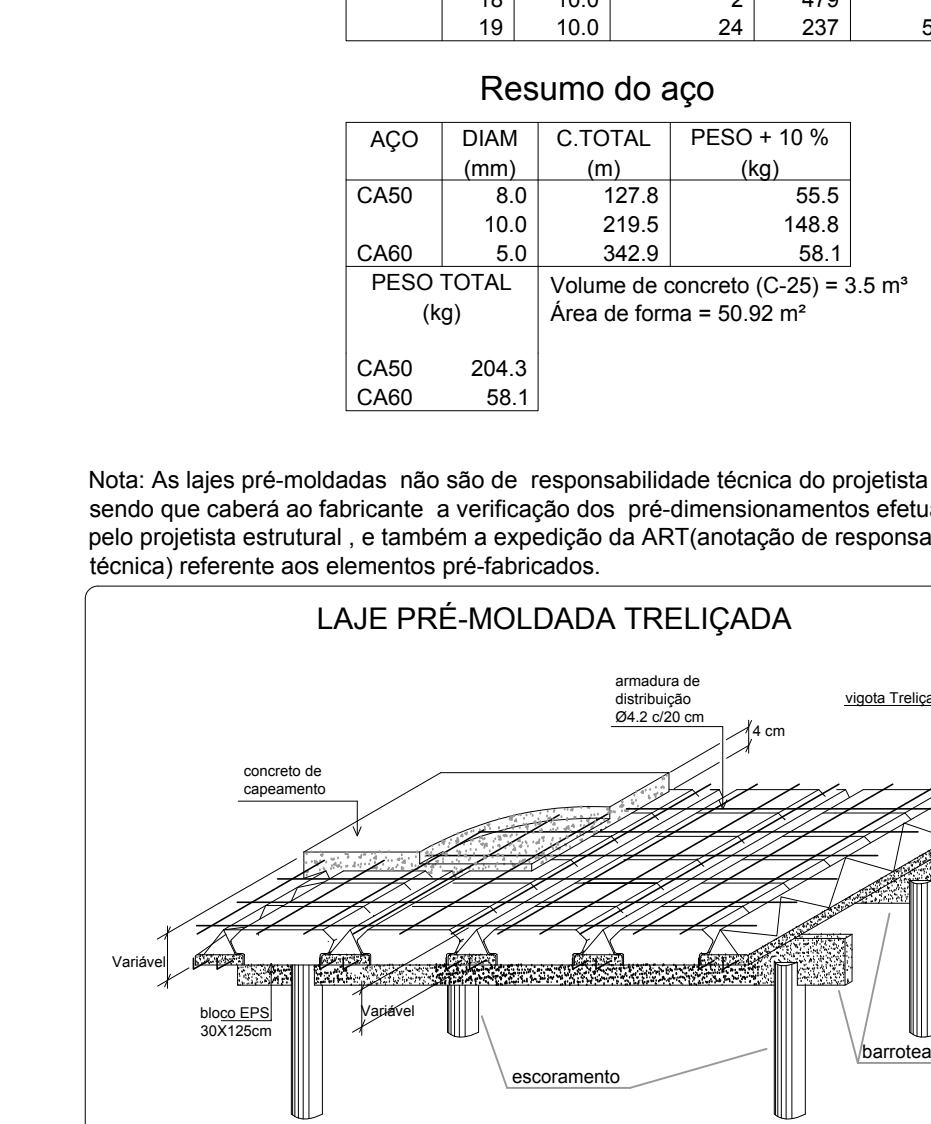 18 10.0 2 479
19 10.0 24 237 5
Resumo do aço
AÇO DIAM C.TOTAL PESO + 10 %
(mm) (m) (kg)
CA50 8.0 127.8 55.5
10.0 219.5 148.8
CA60 5.0 342.9 58.1
PESO TOTAL
(kg)
Volume de concreto (C-25) = 3.5 m³
Área de forma = 50.92 m²
CA50 204.3
CA60 58.1
Nota: As lajes pré-moldadas não são de responsabilidade técnica do projetista
sendo que caberá ao fabricante a verificação dos pré-dimensionamentos efetua
pelo projetista estrutural , e também a expedição da ART(anotação de responsa
técnica) referente aos elementos pré-fabricados.
LAJE PRÉ-MOLDADA TRELIÇADA
armadura de
distribuição
Ø4.2 c/20 cm
vigota Treliça
4 cm
concreto de
capeamento
Variável
bloco EPS
30X125cm
Variável
escoramento
barrotea